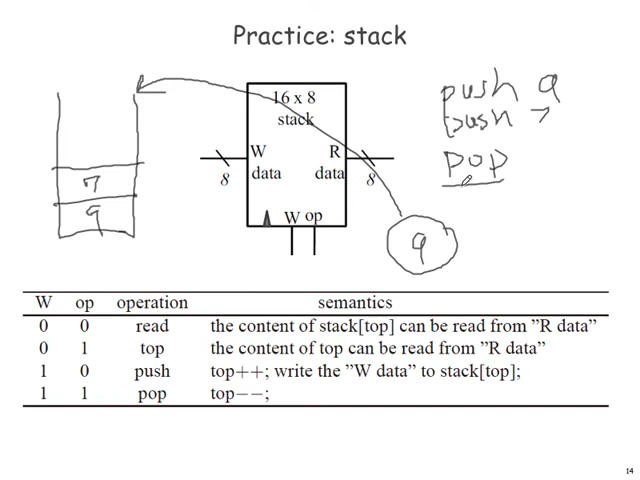 Practice: stack
16 x 8
stack
W
data
R
data
8
8
W op
push 9
push 7
pop
7
9
9
W op operation semantics
0 0 read the content of stack[top] can be read from ”R data”
0 1 top the content of top can be read from ”R data”
1 0 push top++; write the ”W data” to stack[top];
1 1 pop top−−;
14